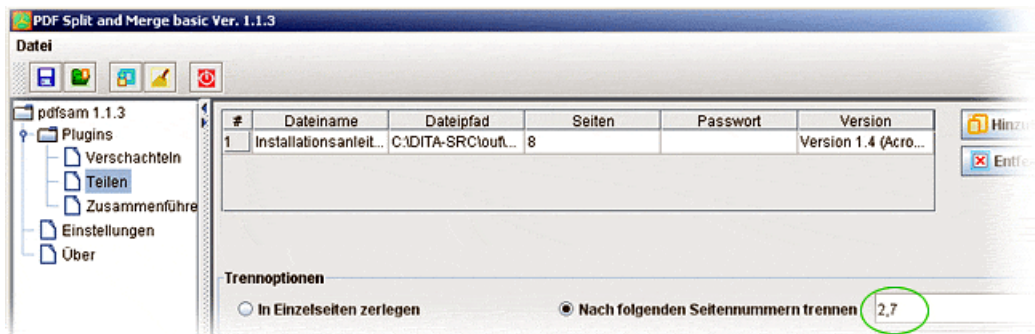 PDF Split and Merge basic Ver. 1.1.3
Datei
pdfsam 1.1.3
Plugins
Verschachteln
Teilen
Zusammenführe
Einstellungen
Über
# Dateiname Dateipfad Seiten Passwort Version
1 Installationsanleit... C:\DITA-SRC\out\... 8 Version 1.4 (Acro...
Hinzu
Entfe
Trennoptionen
In Einzelseiten zerlegen
Nach folgenden Seitennummern trennen 2,7